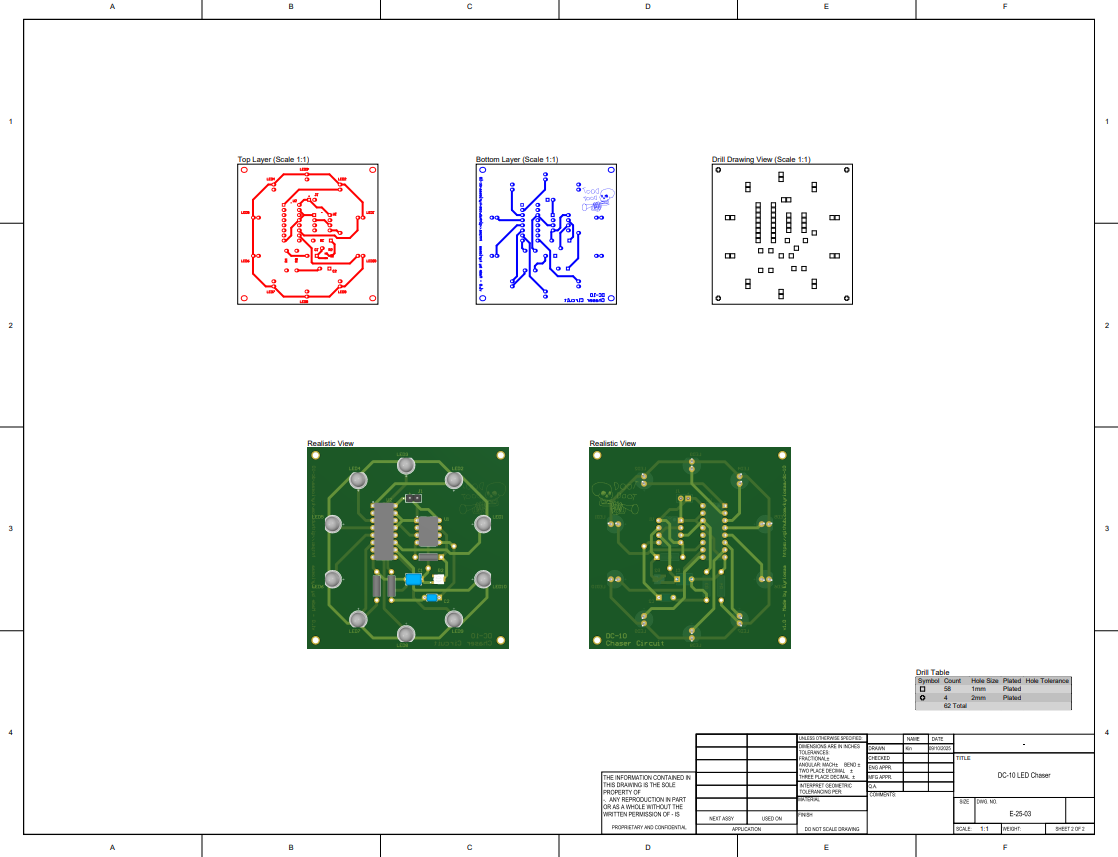 A B C D E F
1 1
Top Layer (Scale 1:1) Bottom Layer (Scale 1:1) Drill Drawing View (Scale 1:1)
2 2
Realistic View Realistic View
3 3
DC-10
Chaser Circuit
Drill Table
Symbol Count Hole Size Plated Hole Tolerance
58 1mm Plated
4 2mm Plated
62 Total
4 4
THE INFORMATION CONTAINED IN
THIS DRAWING IS THE SOLE
PROPERTY OF
-. ANY REPRODUCTION IN PART
OR AS A WHOLE WITHOUT THE
WRITTEN PERMISSION OF - IS
PROPRIETARY AND CONFIDENTIAL
NEXT ASSY USED ON
APPLICATION
UNLESS OTHERWISE SPECIFIED:
DIMENSIONS ARE IN INCHES
TOLERANCES:
FRACTIONAL±
ANGULAR: MACH± BEND ±
TWO PLACE DECIMAL ±
THREE PLACE DECIMAL ±
INTERPRET GEOMETRIC
TOLERANCING PER:
MATERIAL
FINISH
DO NOT SCALE DRAWING
NAME DATE
DRAWN Kin 09/10/2025
CHECKED
ENG APPR.
MFG APPR.
Q.A.
COMMENTS:
-
TITLE
DC-10 LED Chaser
SIZE DWG. NO.
E-25-03
SCALE: 1:1 WEIGHT: SHEET 2 OF 2
A B C D E F